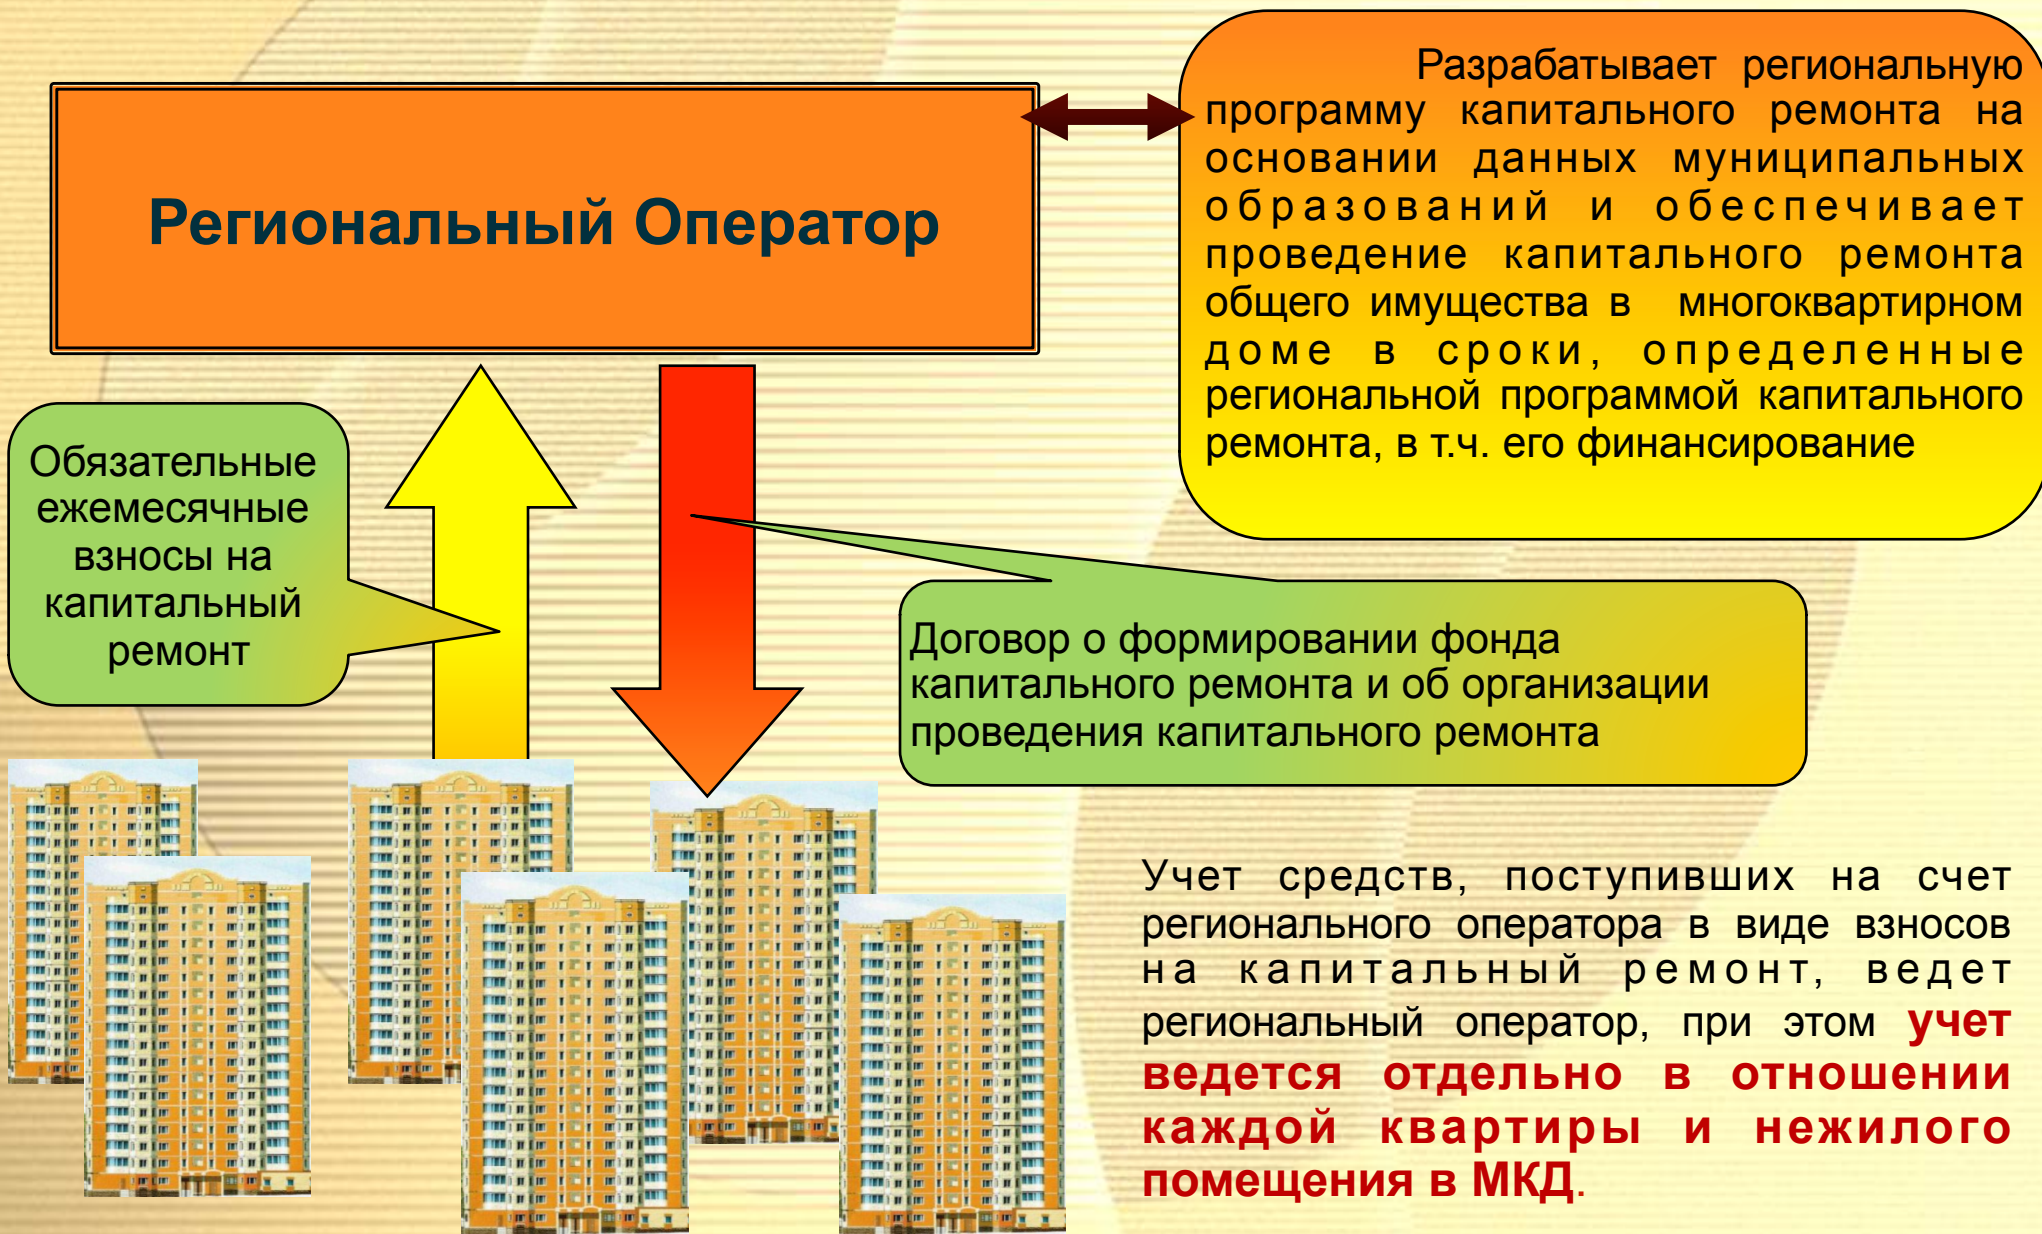 Региональный Оператор
Разрабатывает региональную
программу капитального ремонта на
основании данных муниципальных
образований и обеспечивает
проведение капитального ремонта
общего имущества в многоквартирном
доме в сроки, определенные
региональной программой капитального
ремонта, в т.ч. его финансирование
Обязательные
ежемесячные
взносы на
капитальный
ремонт
Договор о формировании фонда
капитального ремонта и об организации
проведения капитального ремонта
Учет средств, поступивших на счет
регионального оператора в виде взносов
на капитальный ремонт, ведет
региональный оператор, при этом учет
ведется отдельно в отношении
каждой квартиры и нежилого
помещения в МКД.